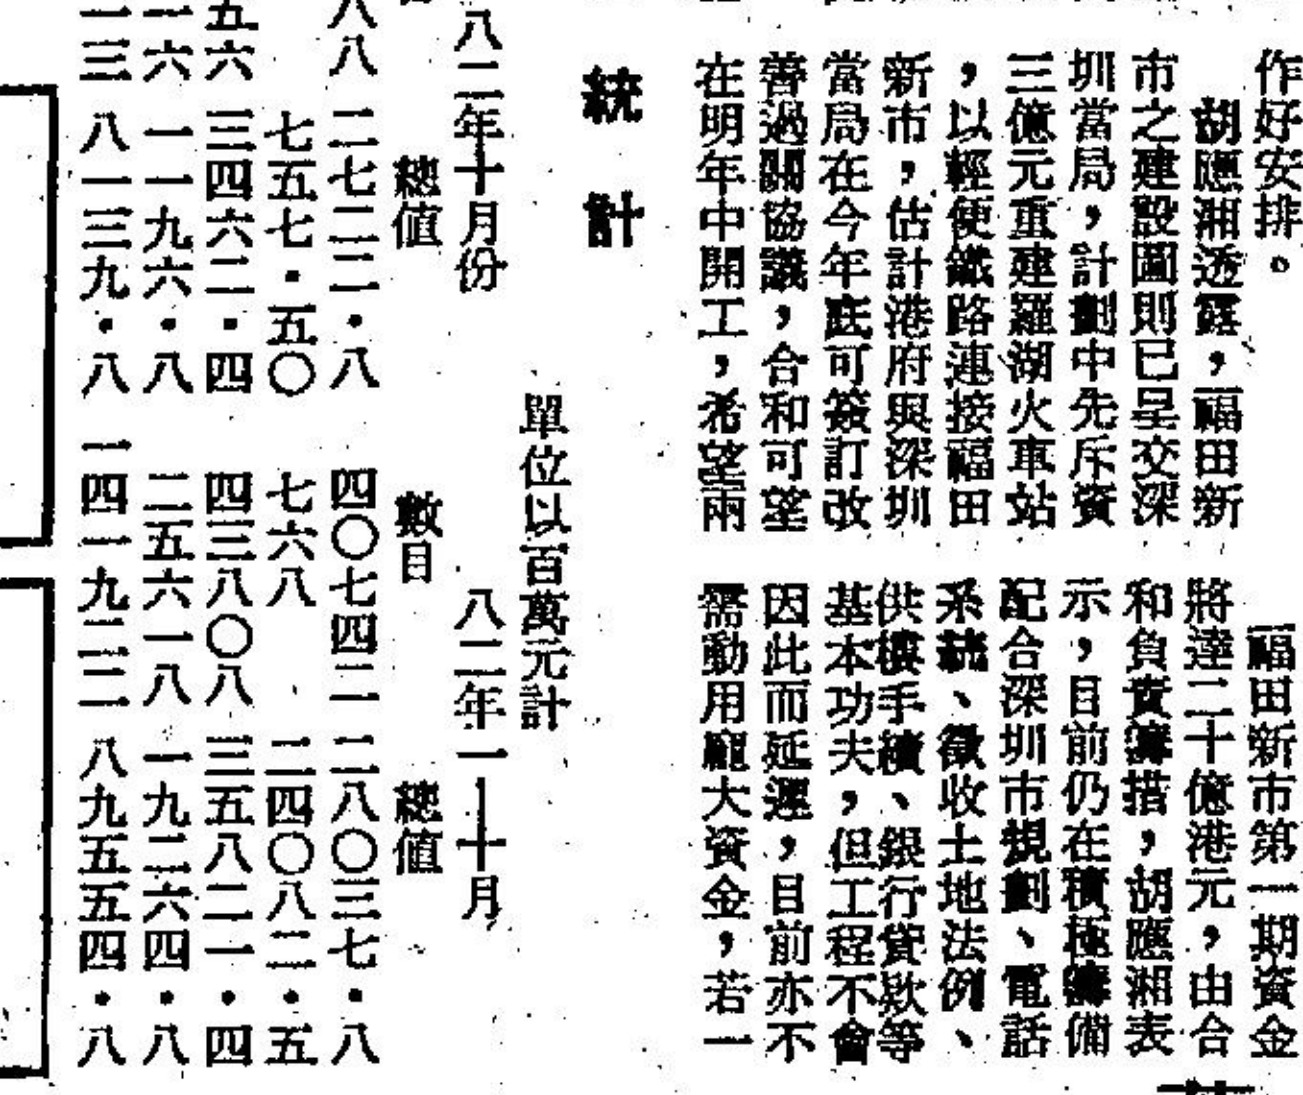 作好安排。
胡應湘透露，福田新
市之建設圖則已呈交深
圳當局，計劃中先斥資
三億元重建羅湖火車站
，以輕便鐵路連接福田
新市，估計港府與深圳
當局在今年底可簽訂改
善過關協議，合和可望
在明年中開工，希望兩
福田新市第一期資金
將達二十億港元，由合
和負責籌措，胡應湘表
示，目前仍在積極籌備
配合深圳市規劃、電話
系統、徵收土地法例、
供樓手續、銀行貸款等
基本功夫，但工程不會
因此而延遲，目前亦不
需動用龐大資金，若一
統計
單位以百萬元計
八二年十月份
八二年一—十月
總值
數目
總值
八八 二七二二·八 四〇七四二 二八〇三七·八
七五七·五〇 七六八 二四〇八二·五
五六 三四六二·四 四三八〇八 三五八二一·四
一六 一一九六·八 二五六一八 一九二六四·八
一三 八一三九·八 一四一九二二 八九五五四·八